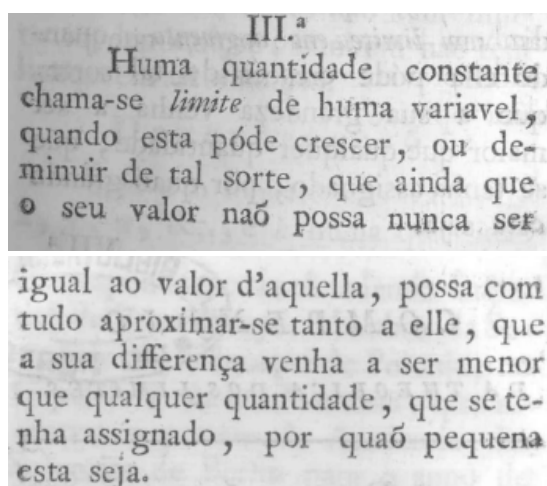 III.ª
Huma quantidade constante
chama-se limite de huma variavel,
quando esta póde crescer, ou de-
minuir de tal sorte, que ainda que
o seu valor naõ possa nunca ser
igual ao valor d'aquella, possa com
tudo aproximar-se tanto a elle, que
a sua differença venha a ser menor
que qualquer quantidade, que se te-
nha assignado, por quaõ pequena
esta seja.